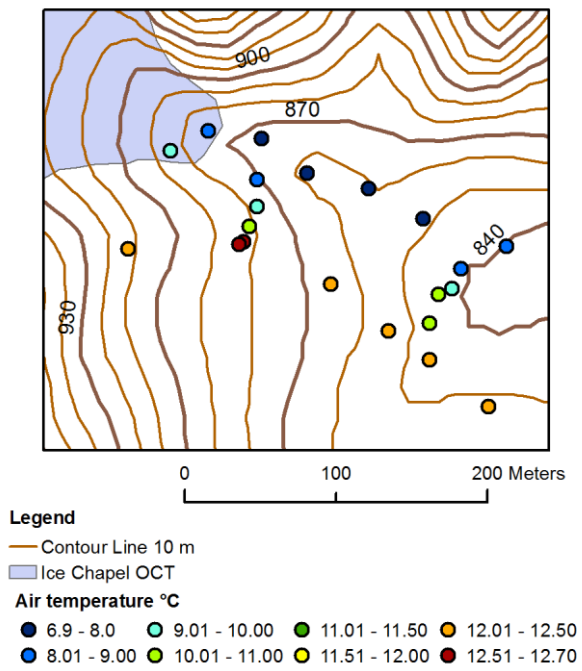 900
870
840
930
0 100 200 Meters
Legend
Contour Line 10 m
Ice Chapel OCT
Air temperature °C
6.9 - 8.0 9.01 - 10.00 11.01 - 11.50 12.01 - 12.50
8.01 - 9.00 10.01 - 11.00 11.51 - 12.00 12.51 - 12.70